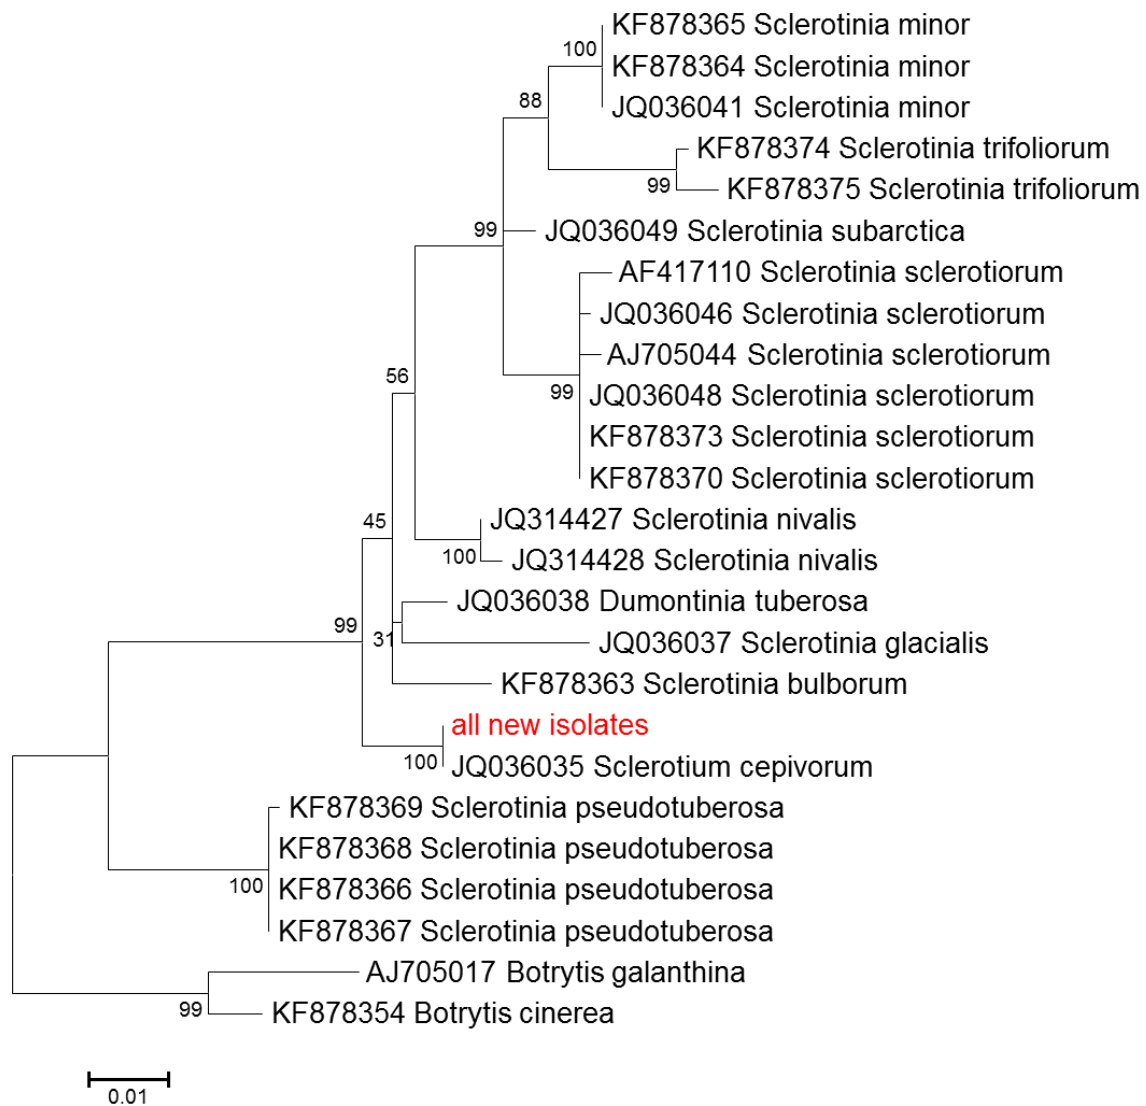 KF878365 Sclerotinia minor
100
KF878364 Sclerotinia minor
88
JQ036041 Sclerotinia minor
KF878374 Sclerotinia trifoliorum
99
KF878375 Sclerotinia trifoliorum
99
JQ036049 Sclerotinia subarctica
AF417110 Sclerotinia sclerotiorum
JQ036046 Sclerotinia sclerotiorum
AJ705044 Sclerotinia sclerotiorum
56
99
JQ036048 Sclerotinia sclerotiorum
KF878373 Sclerotinia sclerotiorum
KF878370 Sclerotinia sclerotiorum
45
JQ314427 Sclerotinia nivalis
100
JQ314428 Sclerotinia nivalis
JQ036038 Dumontinia tuberosa
99
31
JQ036037 Sclerotinia glacialis
KF878363 Sclerotinia bulborum
all new isolates
100
JQ036035 Sclerotium cepivorum
KF878369 Sclerotinia pseudotuberosa
KF878368 Sclerotinia pseudotuberosa
100
KF878366 Sclerotinia pseudotuberosa
KF878367 Sclerotinia pseudotuberosa
AJ705017 Botrytis galanthina
99
KF878354 Botrytis cinerea
0.01